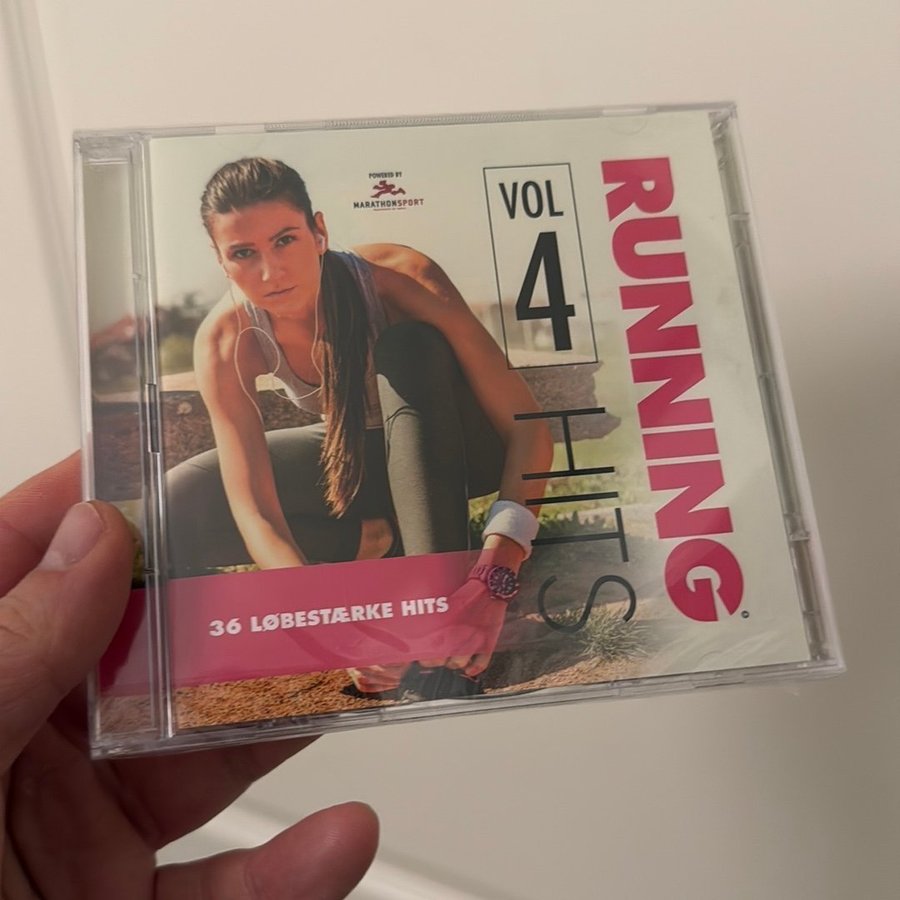 POWERED BY
MARATHONSPORT
VOL
4
RUNNING
HITS
36 LØBESTÆRKE HITS